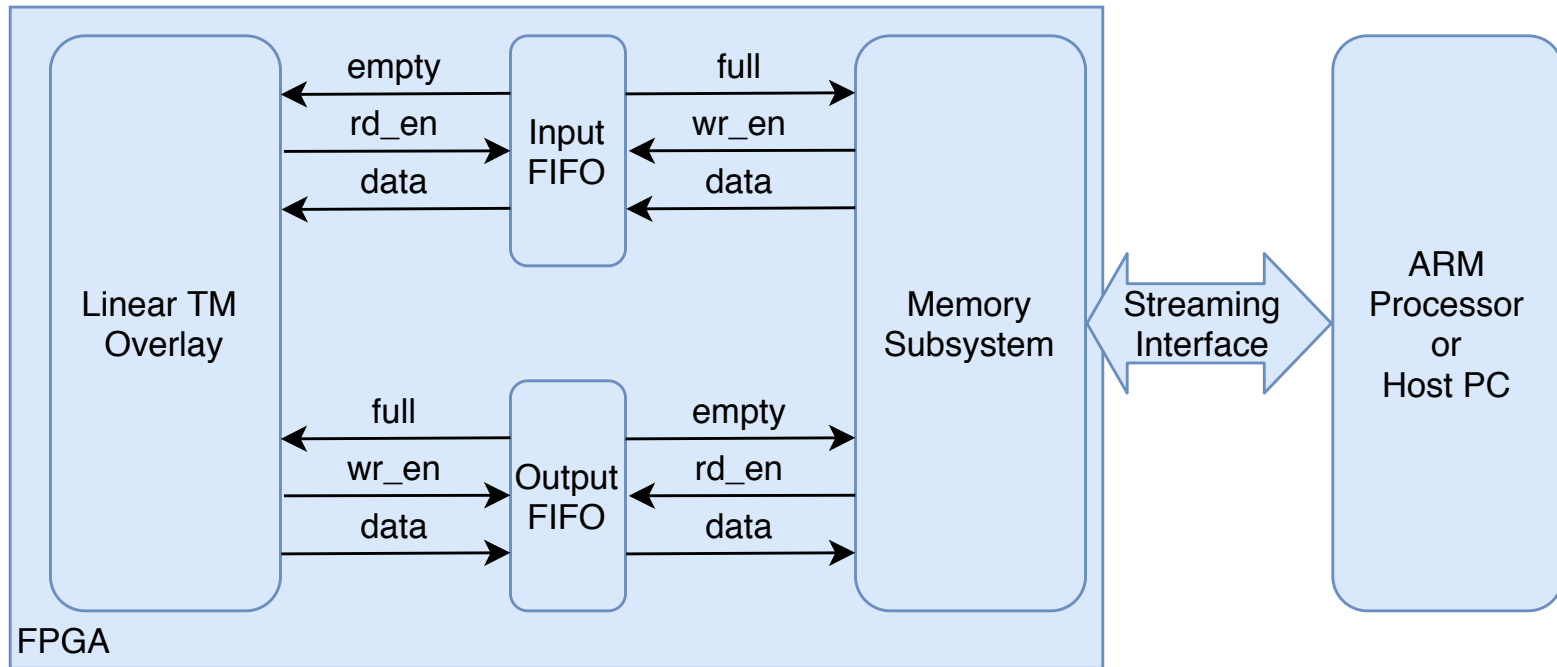 empty
full
rd_en
wr_en
Input
FIFO
data
data
Linear TM
Overlay
Memory
Subsystem
Streaming
Interface
ARM
Processor
or
Host PC
full
empty
wr_en
rd_en
Output
FIFO
data
data
FPGA